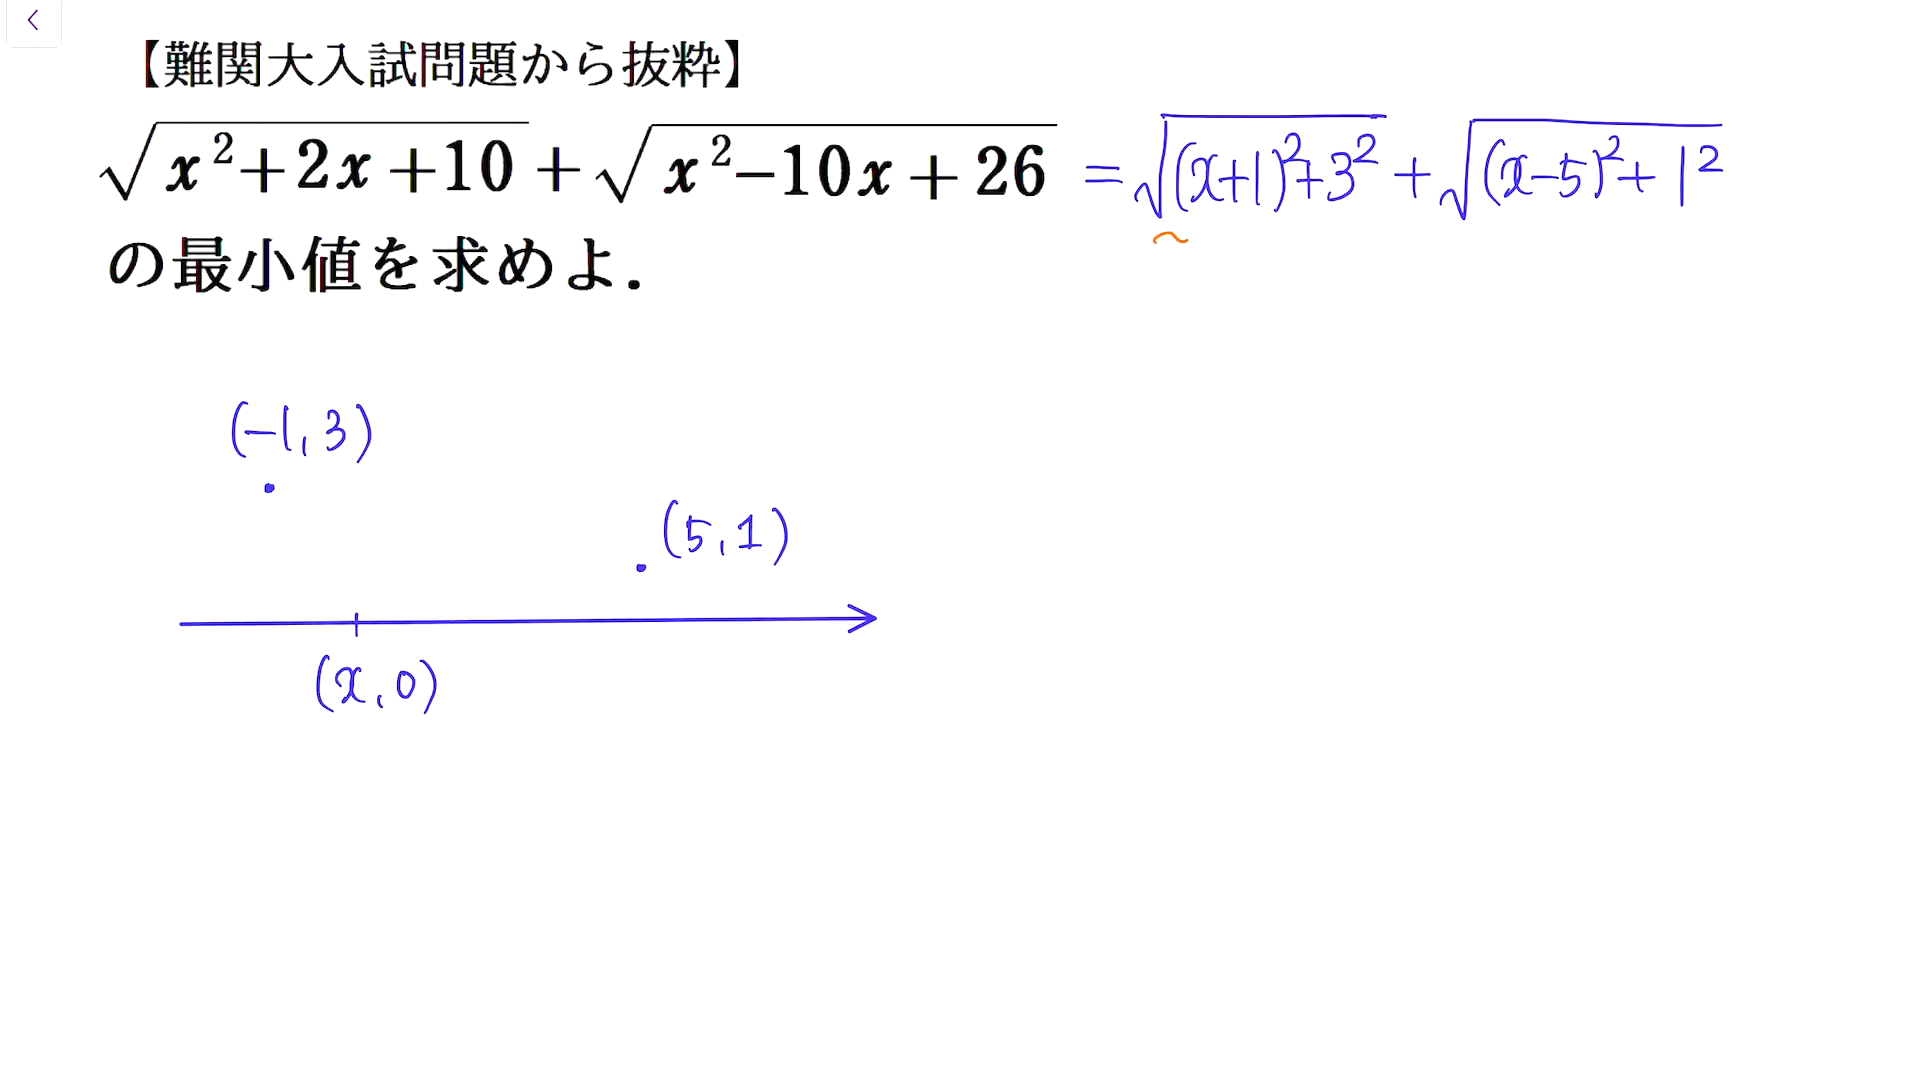 【難関大入試問題から抜粋】
√(x²+2x+10) + √(x²−10x+26) = √((x+1)²+3²) + √((x−5)²+1²)
の最小値を求めよ.
(−1, 3)
(5, 1)
(x, 0)